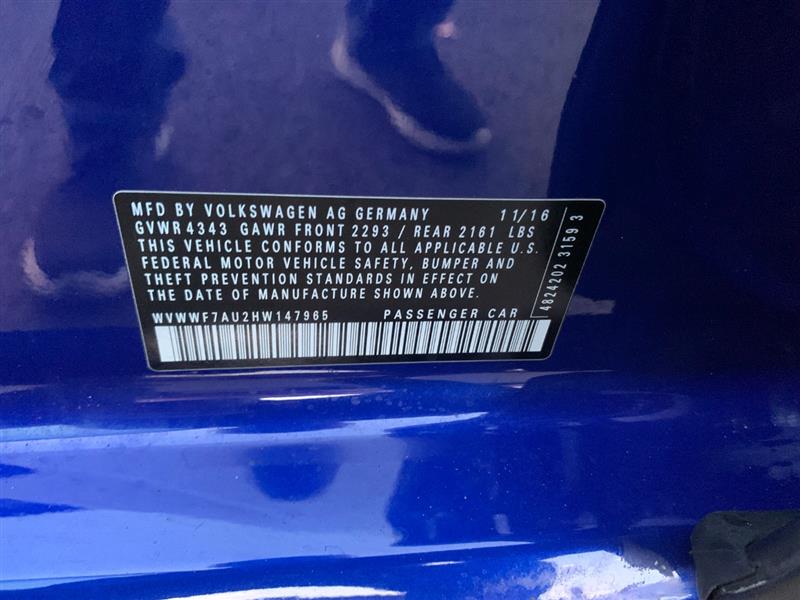 MFD BY VOLKSWAGEN AG GERMANY 11/16
GVWR 4343 GAWR FRONT 2293 / REAR 2161 LBS
THIS VEHICLE CONFORMS TO ALL APPLICABLE U.S.
FEDERAL MOTOR VEHICLE SAFETY, BUMPER AND
THEFT PREVENTION STANDARDS IN EFFECT ON
THE DATE OF MANUFACTURE SHOWN ABOVE.
WVWWF7AU2HW147965 PASSENGER CAR
4824202 3159 3